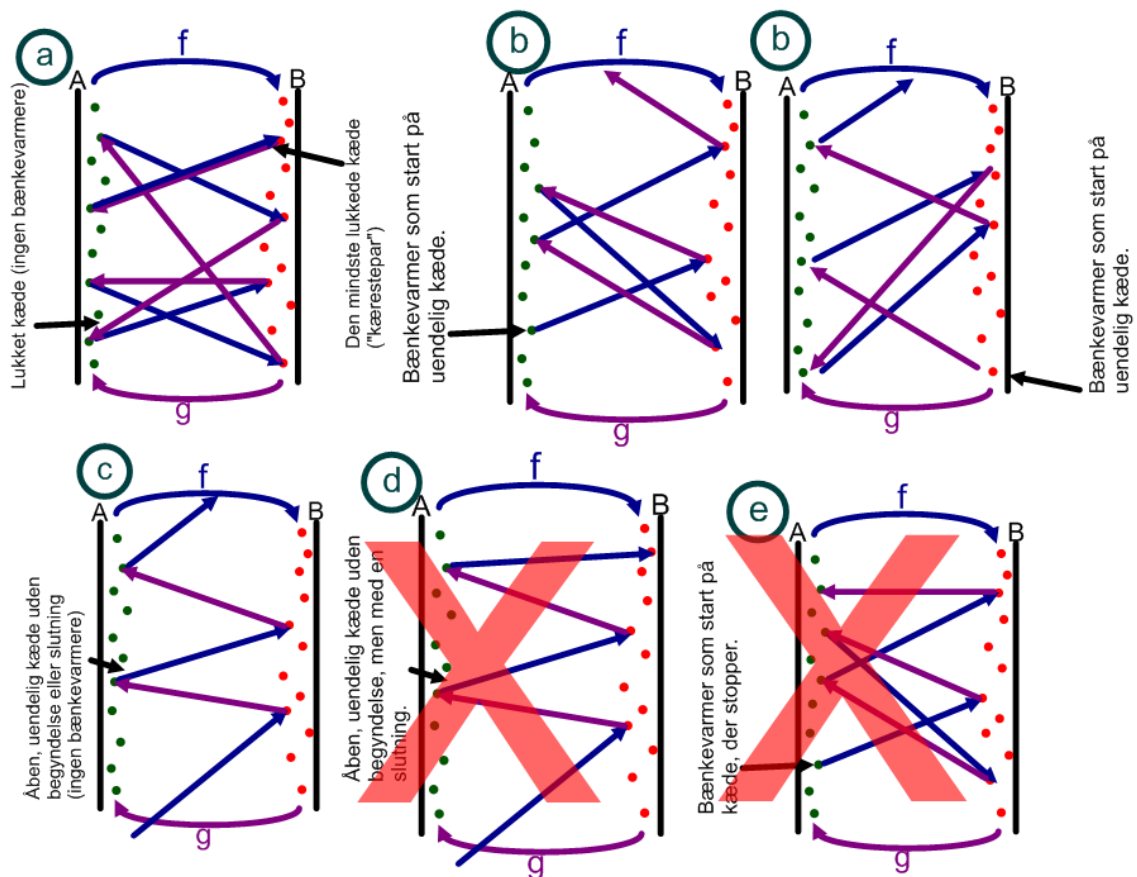 a
f
A
B
Lukket kæde (ingen bænkevarmere)
Den mindste lukkede kæde
("kærestepar")
g
b
f
A
B
Bænkevarmer som start på
uendelig kæde.
g
b
f
A
B
Bænkevarmer som start på
uendelig kæde.
g
c
f
A
B
Åben, uendelig kæde uden
begyndelse eller slutning
(ingen bænkevarmere)
g
d
f
A
B
Åben, uendelig kæde uden
begyndelse, men med en
slutning.
g
e
f
A
B
Bænkevarmer som start på
kæde, der stopper.
g